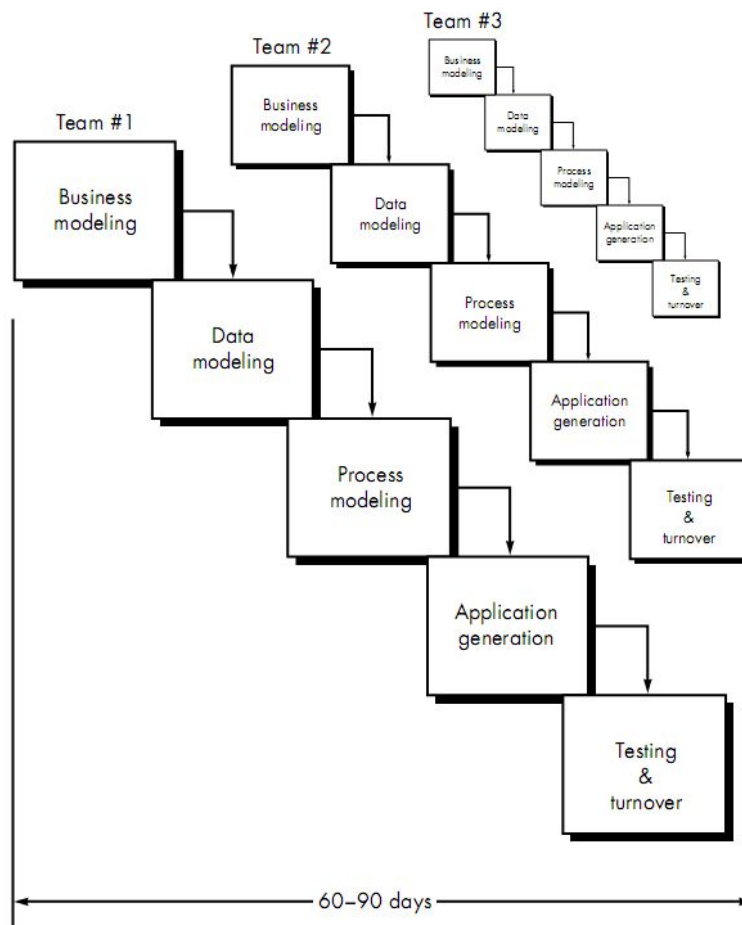 Team #1
Business
modeling
Data
modeling
Process
modeling
Application
generation
Testing
&
turnover
Team #2
Business
modeling
Data
modeling
Process
modeling
Application
generation
Testing
&
turnover
Team #3
Business
modeling
Data
modeling
Process
modeling
Application
generation
Testing
&
turnover
60–90 days